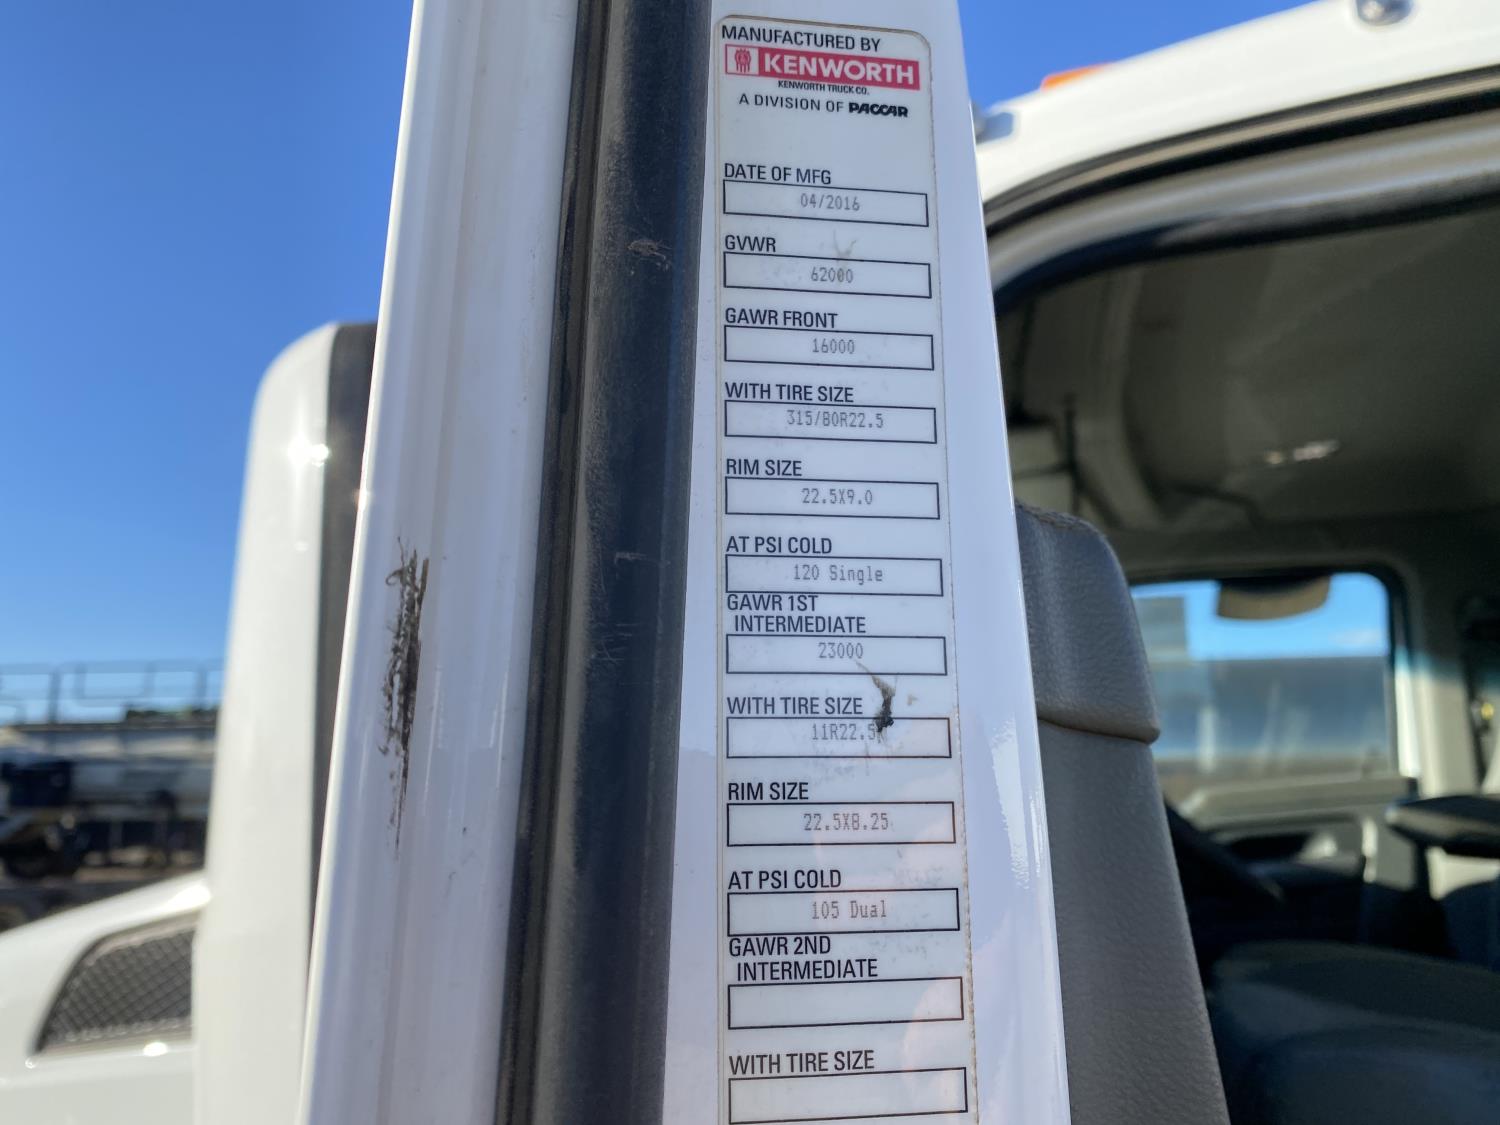 MANUFACTURED BY
KENWORTH
KENWORTH TRUCK CO.
A DIVISION OF PACCAR
DATE OF MFG
04/2016
GVWR
62000
GAWR FRONT
16000
WITH TIRE SIZE
315/80R22.5
RIM SIZE
22.5X9.0
AT PSI COLD
120 Single
GAWR 1ST
INTERMEDIATE
23000
WITH TIRE SIZE
11R22.5
RIM SIZE
22.5X8.25
AT PSI COLD
105 Dual
GAWR 2ND
INTERMEDIATE
WITH TIRE SIZE